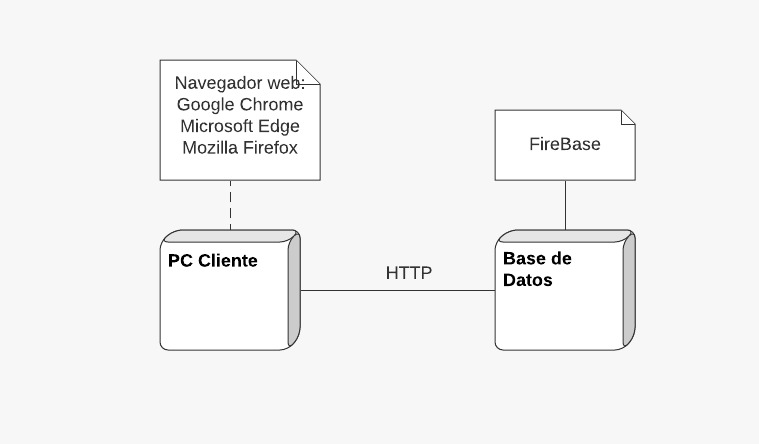 Navegador web:
Google Chrome
Microsoft Edge
Mozilla Firefox
FireBase
PC Cliente
HTTP
Base de
Datos